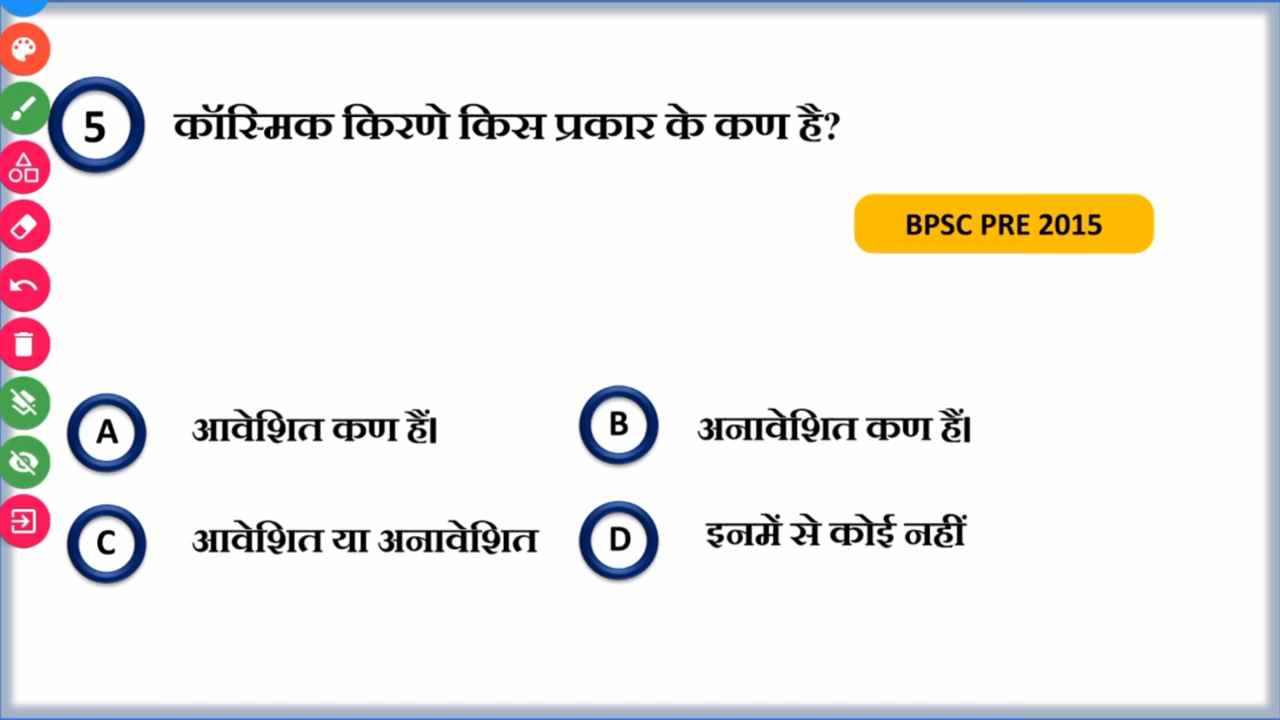 5 कॉस्मिक किरणे किस प्रकार के कण है?
BPSC PRE 2015
A आवेशित कण हैं।
B अनावेशित कण हैं।
C आवेशित या अनावेशित
D इनमें से कोई नहीं